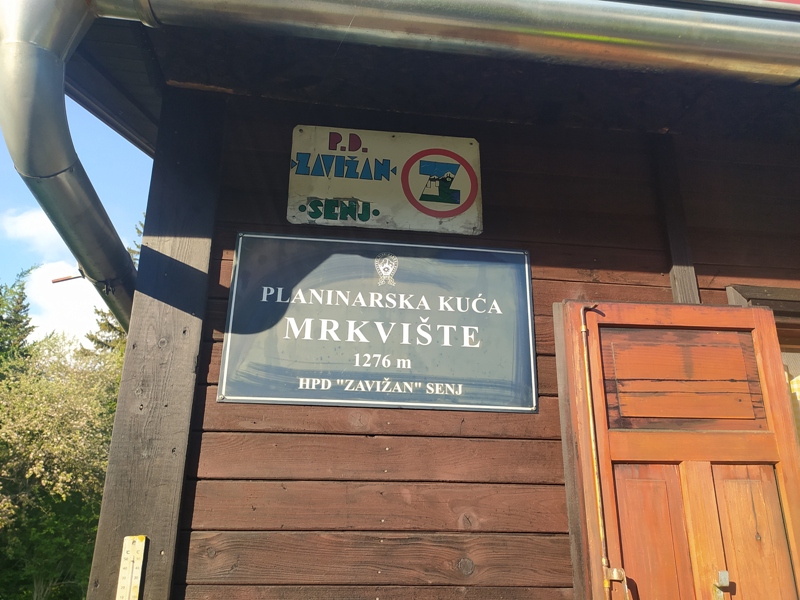 P.D.
ZAVIŽAN
•SENJ•
PLANINARSKA KUĆA
MRKVIŠTE
1276 m
HPD "ZAVIŽAN" SENJ